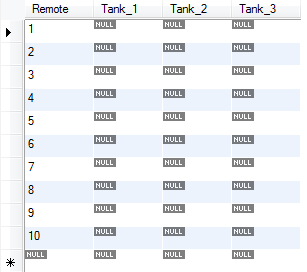 Remote Tank_1 Tank_2 Tank_3
1 NULL NULL NULL
2 NULL NULL NULL
3 NULL NULL NULL
4 NULL NULL NULL
5 NULL NULL NULL
6 NULL NULL NULL
7 NULL NULL NULL
8 NULL NULL NULL
9 NULL NULL NULL
10 NULL NULL NULL
NULL NULL NULL NULL